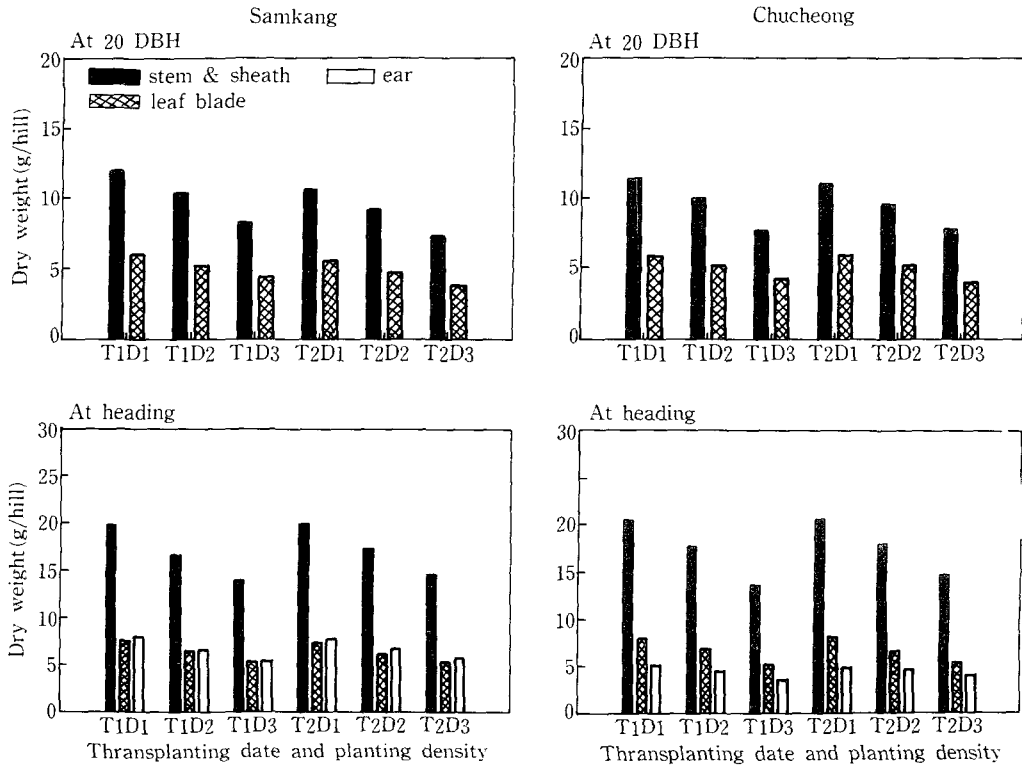 Samkang
At 20 DBH
20
15
10
5
0
Dry weight(g/hill)
stem & sheath
ear
leaf blade
T1D1 T1D2 T1D3 T2D1 T2D2 T2D3
Chucheong
At 20 DBH
20
15
10
5
0
T1D1 T1D2 T1D3 T2D1 T2D2 T2D3
At heading
30
25
20
15
10
5
0
Dry weight(g/hill)
T1D1 T1D2 T1D3 T2D1 T2D2 T2D3
At heading
30
20
15
10
5
0
T1D1 T1D2 T1D3 T2D1 T2D2 T2D3
Thransplanting date and planting density
Thransplanting date and planting density